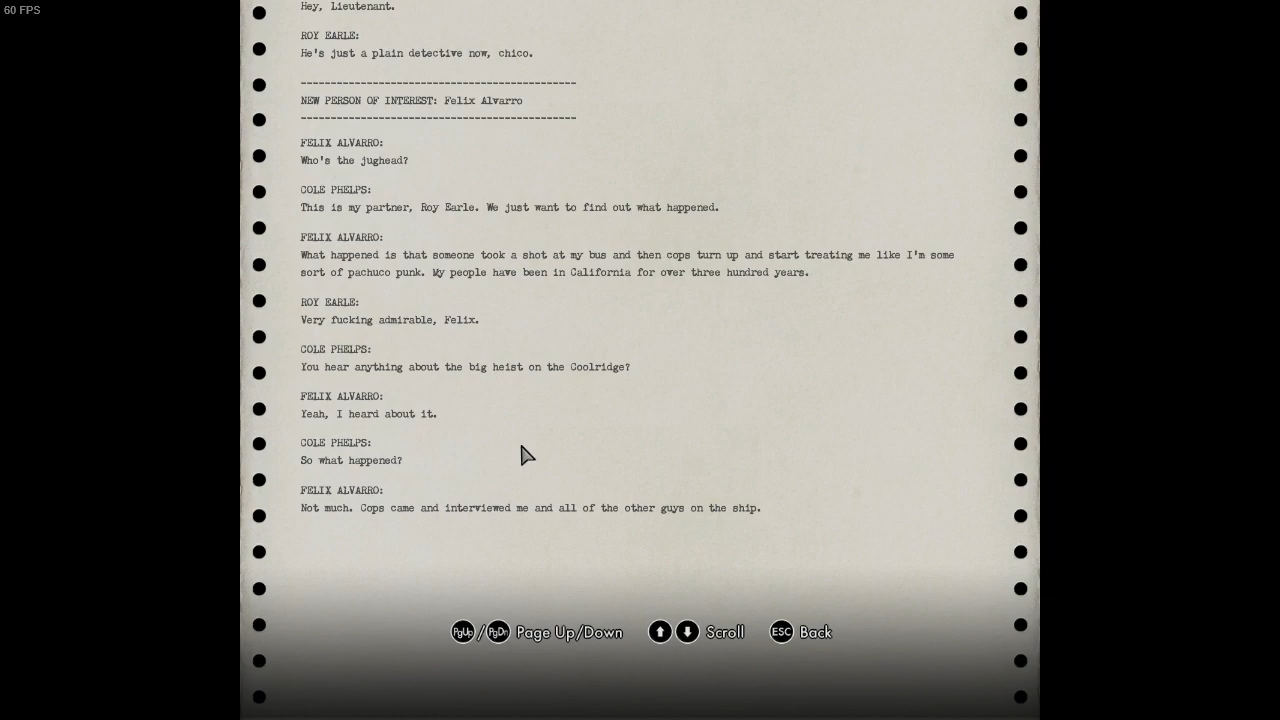 60 FPS
Hey, Lieutenant.
ROY EARLE:
He's just a plain detective now, chico.
----------------------------------------------
NEW PERSON OF INTEREST: Felix Alvarro
----------------------------------------------
FELIX ALVARRO:
Who's the jughead?
COLE PHELPS:
This is my partner, Roy Earle. We just want to find out what happened.
FELIX ALVARRO:
What happened is that someone took a shot at my bus and then cops turn up and start treating me like I'm some
sort of pachuco punk. My people have been in California for over three hundred years.
ROY EARLE:
Very fucking admirable, Felix.
COLE PHELPS:
You hear anything about the big heist on the Coolridge?
FELIX ALVARRO:
Yeah, I heard about it.
COLE PHELPS:
So what happened?
FELIX ALVARRO:
Not much. Cops came and interviewed me and all of the other guys on the ship.
PgUp / PgDn Page Up/Down Scroll ESC Back